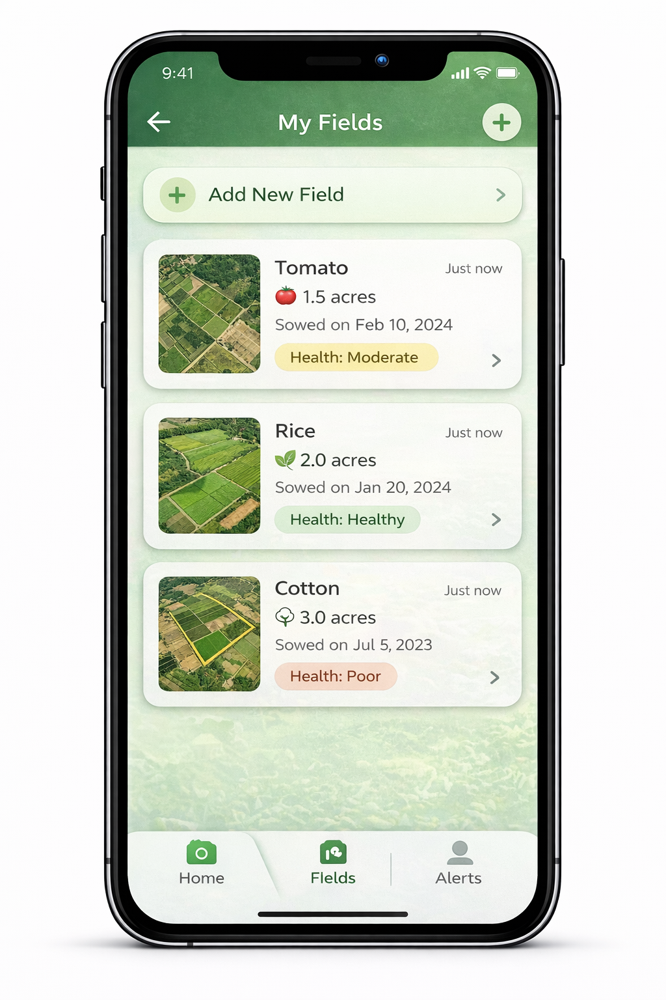 9:41
My Fields
Add New Field
Tomato
Just now
1.5 acres
Sowed on Feb 10, 2024
Health: Moderate
Rice
Just now
2.0 acres
Sowed on Jan 20, 2024
Health: Healthy
Cotton
Just now
3.0 acres
Sowed on Jul 5, 2023
Health: Poor
Home
Fields
Alerts